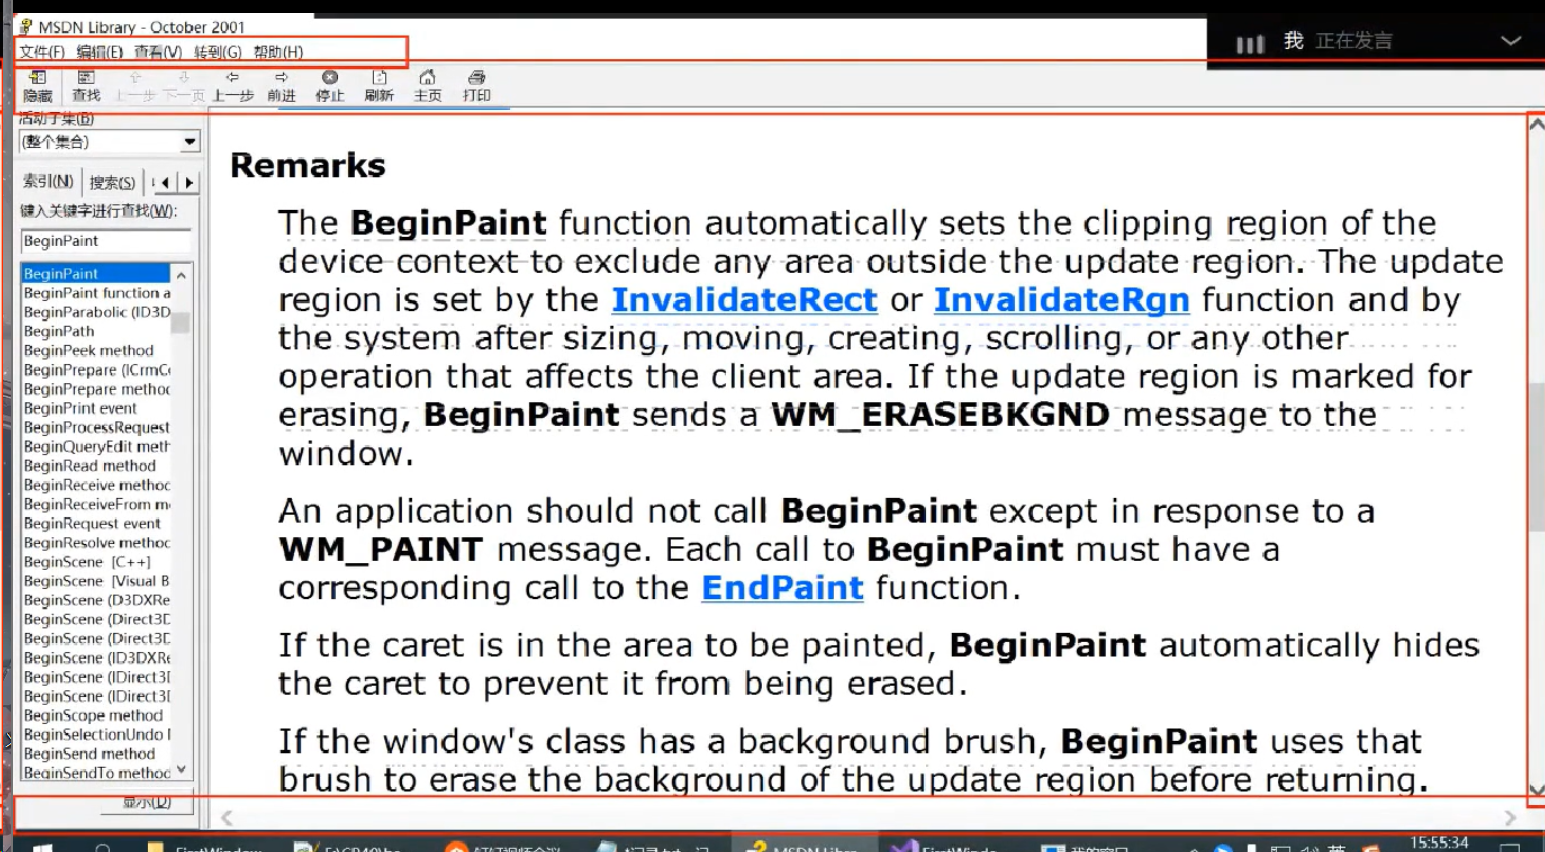 MSDN Library - October 2001
我 正在发言
文件(F) 编辑(E) 查看(V) 转到(G) 帮助(H)
隐藏 查找 上一步 下一页 上一步 前进 停止 刷新 主页 打印
活动子集(B)
(整个集合)
索引(N) 搜索(S)
键入关键字进行查找(W):
BeginPaint
BeginPaint
BeginPaint function a
BeginParabolic (ID3D
BeginPath
BeginPeek method
BeginPrepare (ICrmC
BeginPrepare method
BeginPrint event
BeginProcessRequest
BeginQueryEdit meth
BeginRead method
BeginReceive method
BeginReceiveFrom m
BeginRequest event
BeginResolve method
BeginScene [C++]
BeginScene [Visual B
BeginScene (D3DXRe
BeginScene (Direct3D
BeginScene (Direct3D
BeginScene (ID3DXRe
BeginScene (IDirect3D
BeginScene (IDirect3D
BeginScope method
BeginSelectionUndo
BeginSend method
BeginSendTo method
显示(D)
Remarks
The BeginPaint function automatically sets the clipping region of the
device context to exclude any area outside the update region. The update
region is set by the InvalidateRect or InvalidateRgn function and by
the system after sizing, moving, creating, scrolling, or any other
operation that affects the client area. If the update region is marked for
erasing, BeginPaint sends a WM_ERASEBKGND message to the
window.
An application should not call BeginPaint except in response to a
WM_PAINT message. Each call to BeginPaint must have a
corresponding call to the EndPaint function.
If the caret is in the area to be painted, BeginPaint automatically hides
the caret to prevent it from being erased.
If the window's class has a background brush, BeginPaint uses that
brush to erase the background of the update region before returning.
15:55:34